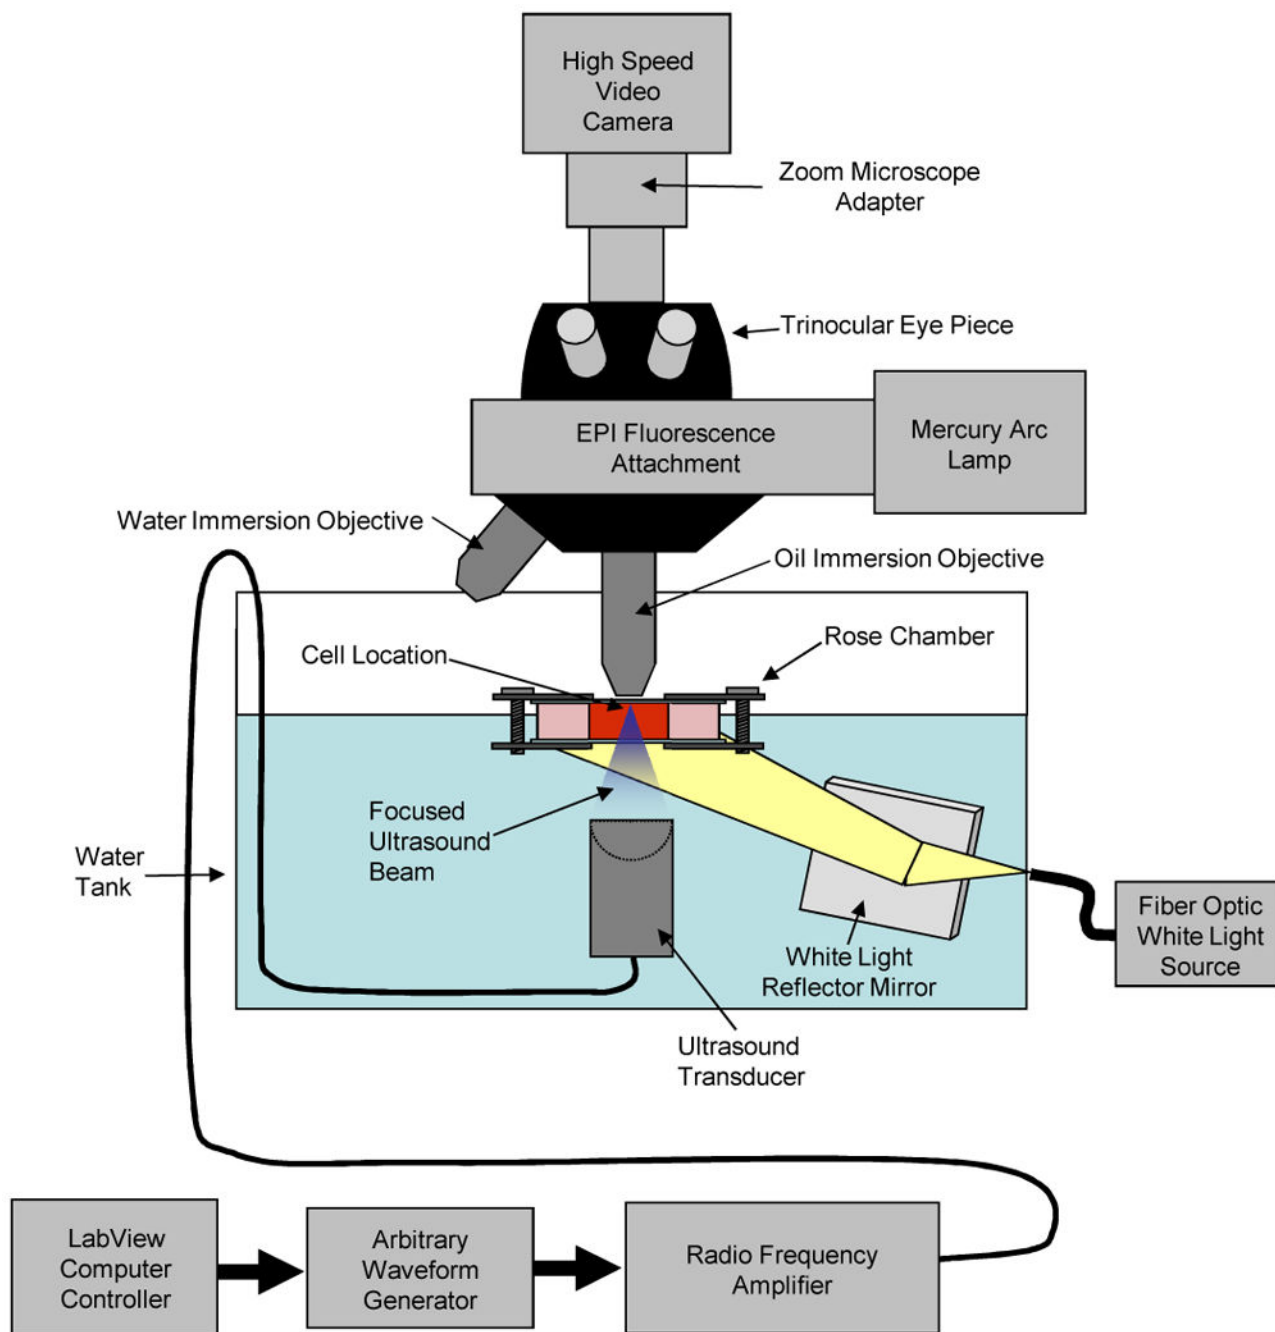 High Speed
Video
Camera
Zoom Microscope
Adapter
Trinocular Eye Piece
EPI Fluorescence
Attachment
Mercury Arc
Lamp
Water Immersion Objective
Oil Immersion Objective
Rose Chamber
Cell Location
Focused
Ultrasound
Beam
Water
Tank
White Light
Reflector Mirror
Fiber Optic
White Light
Source
Ultrasound
Transducer
LabView
Computer
Controller
Arbitrary
Waveform
Generator
Radio Frequency
Amplifier